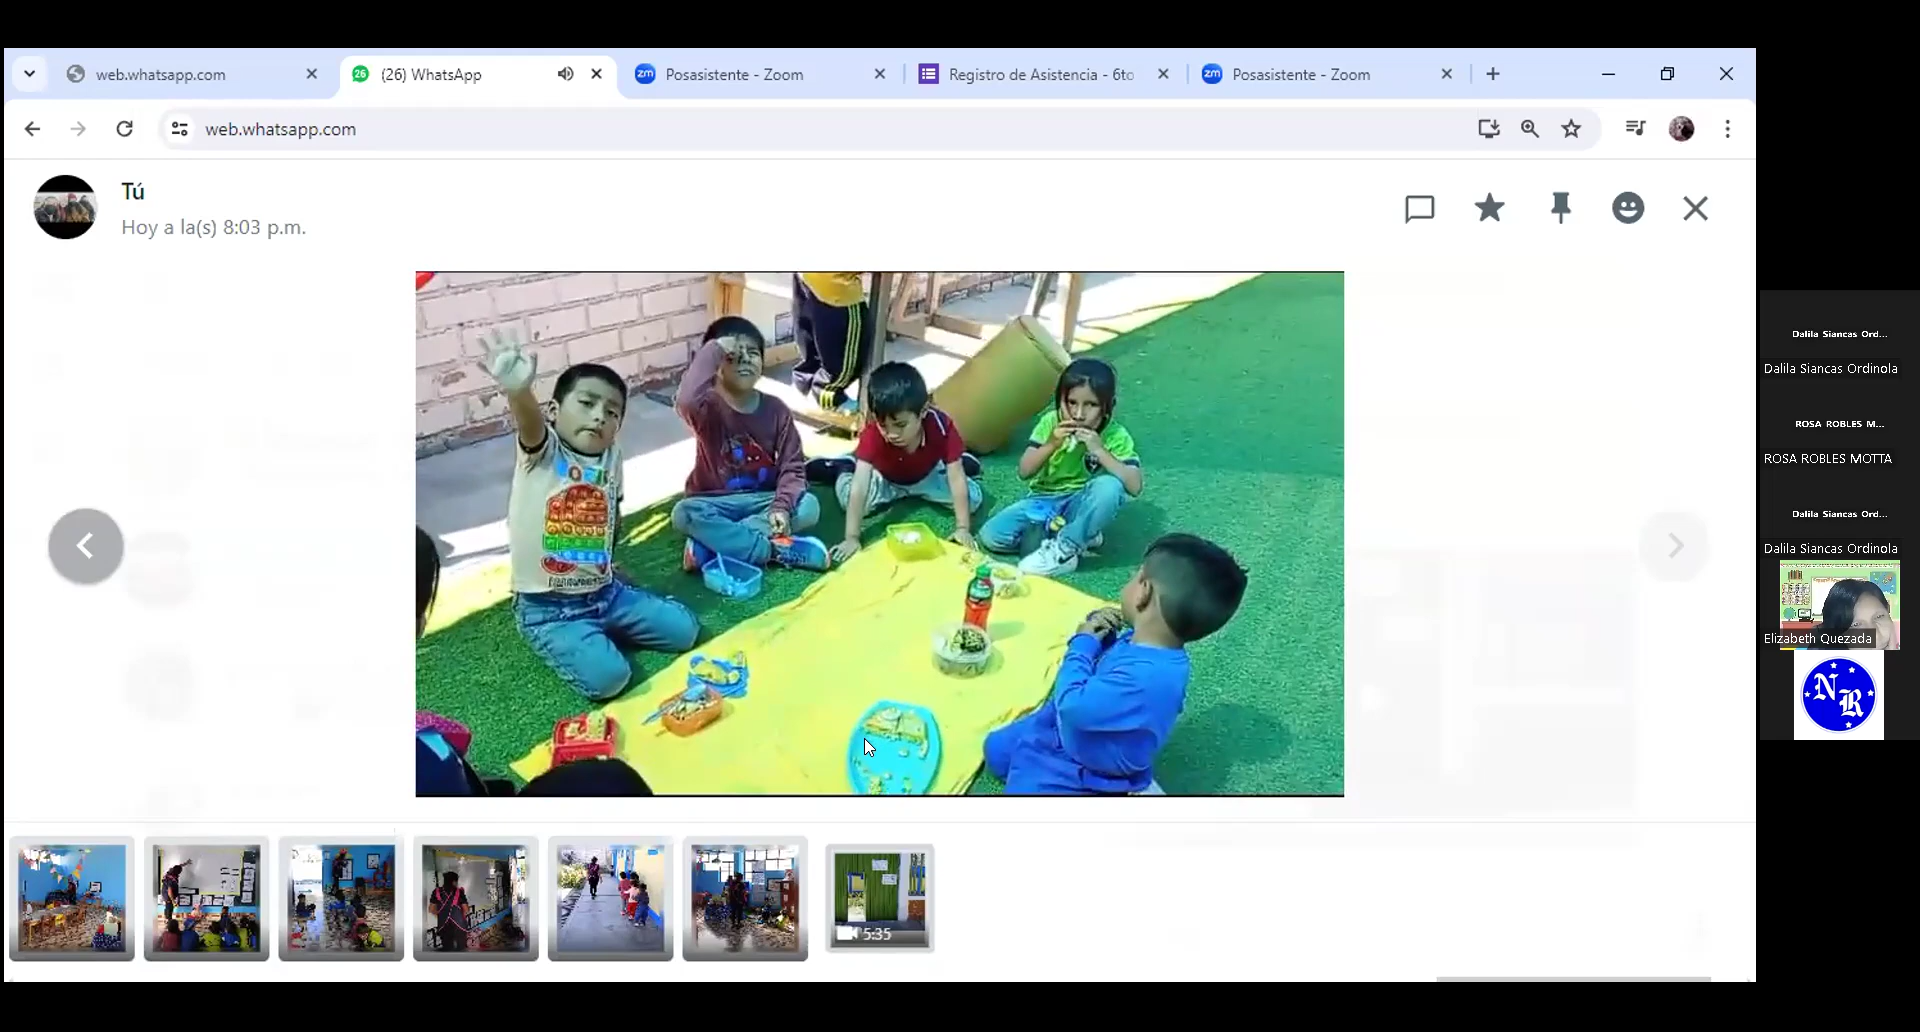 web.whatsapp.com
(26) WhatsApp
Posasistente - Zoom
Registro de Asistencia - 6to
Posasistente - Zoom
web.whatsapp.com
Tú
Hoy a la(s) 8:03 p.m.
5:35
Dalila Siancas Ord...
Dalila Siancas Ordinola
ROSA ROBLES M...
ROSA ROBLES MOTTA
Dalila Siancas Ord...
Dalila Siancas Ordinola
Elizabeth Quezada
NR